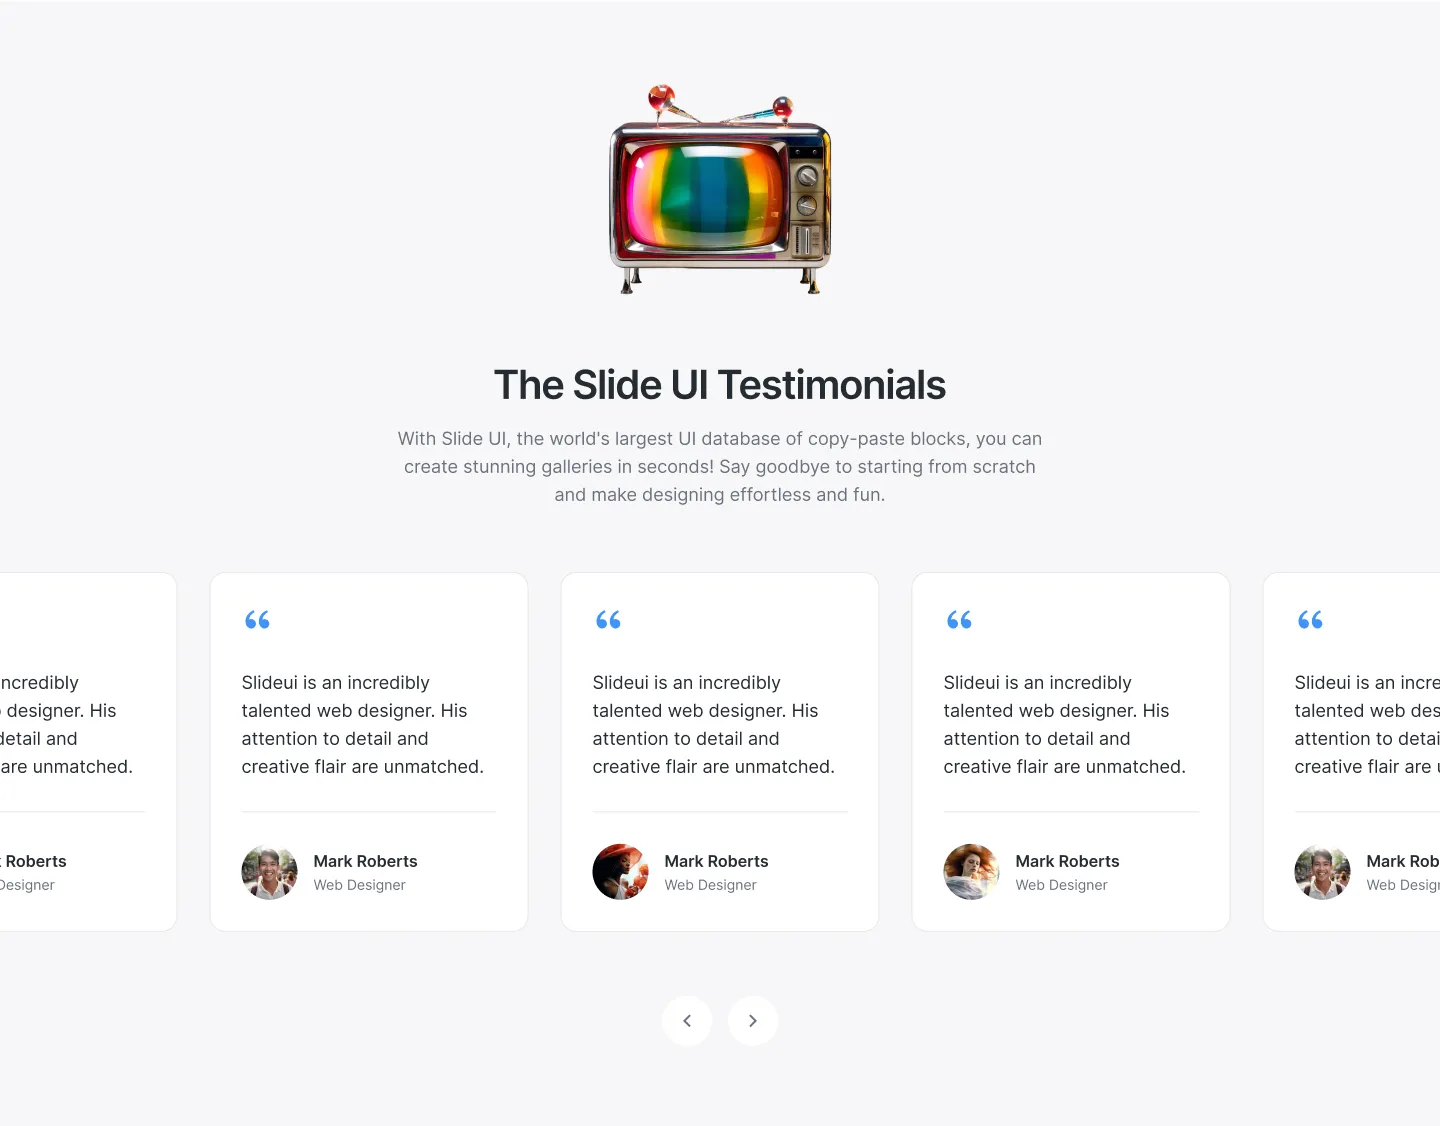 The Slide UI Testimonials
With Slide UI, the world's largest UI database of copy-paste blocks, you can
create stunning galleries in seconds! Say goodbye to starting from scratch
and make designing effortless and fun.
ncredibly
designer. His
detail and
are unmatched.
Roberts
Designer
“
Slideui is an incredibly
talented web designer. His
attention to detail and
creative flair are unmatched.
Mark Roberts
Web Designer
“
Slideui is an incredibly
talented web designer. His
attention to detail and
creative flair are unmatched.
Mark Roberts
Web Designer
“
Slideui is an incredibly
talented web designer. His
attention to detail and
creative flair are unmatched.
Mark Roberts
Web Designer
“
Slideui is an incre
talented web des
attention to detai
creative flair are
Mark Rob
Web Desig